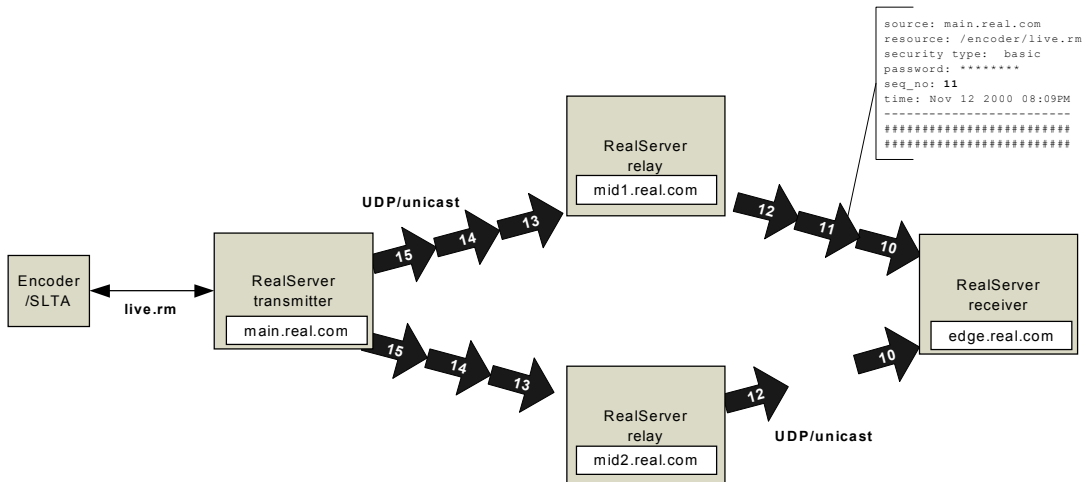 source: main.real.com
resource: /encoder/live.rm
security type: basic
password: ********
seq_no: 11
time: Nov 12 2000 08:09PM
-------------------------
#########################
#########################
RealServer
relay
mid1.real.com
UDP/unicast
15
14
13
12
11
10
Encoder
/SLTA
live.rm
RealServer
transmitter
main.real.com
RealServer
receiver
edge.real.com
15
14
13
12
10
RealServer
relay
mid2.real.com
UDP/unicast